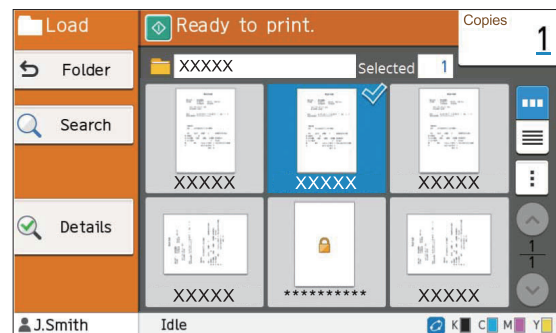 Load
Ready to print.
Copies
1
Folder
XXXXX
Selected
1
Search
XXXXX
XXXXX
XXXXX
Details
XXXXX
**********
XXXXX
1
1
J.Smith
Idle
K
C
M
Y